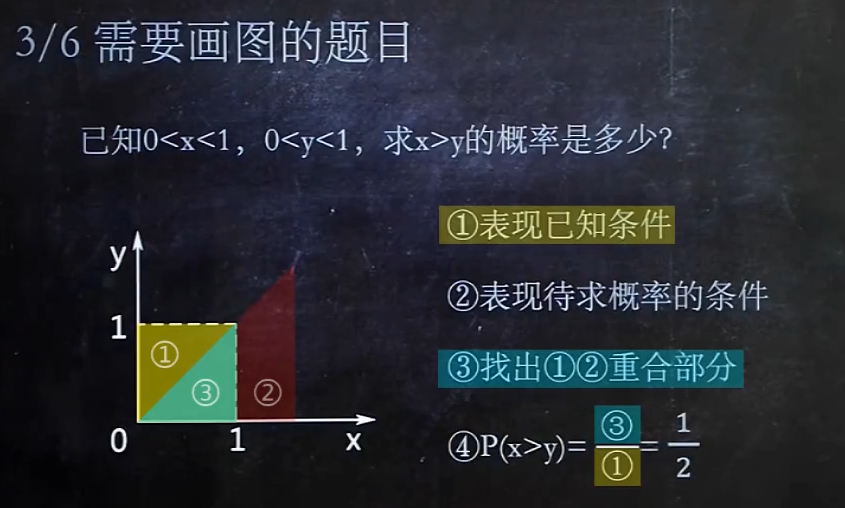 3/6 需要画图的题目
已知0<x<1，0<y<1，求x>y的概率是多少？
①表现已知条件
②表现待求概率的条件
③找出①②重合部分
④P(x>y)= ③/① = 1/2
y
1
①
③
②
0
1
x